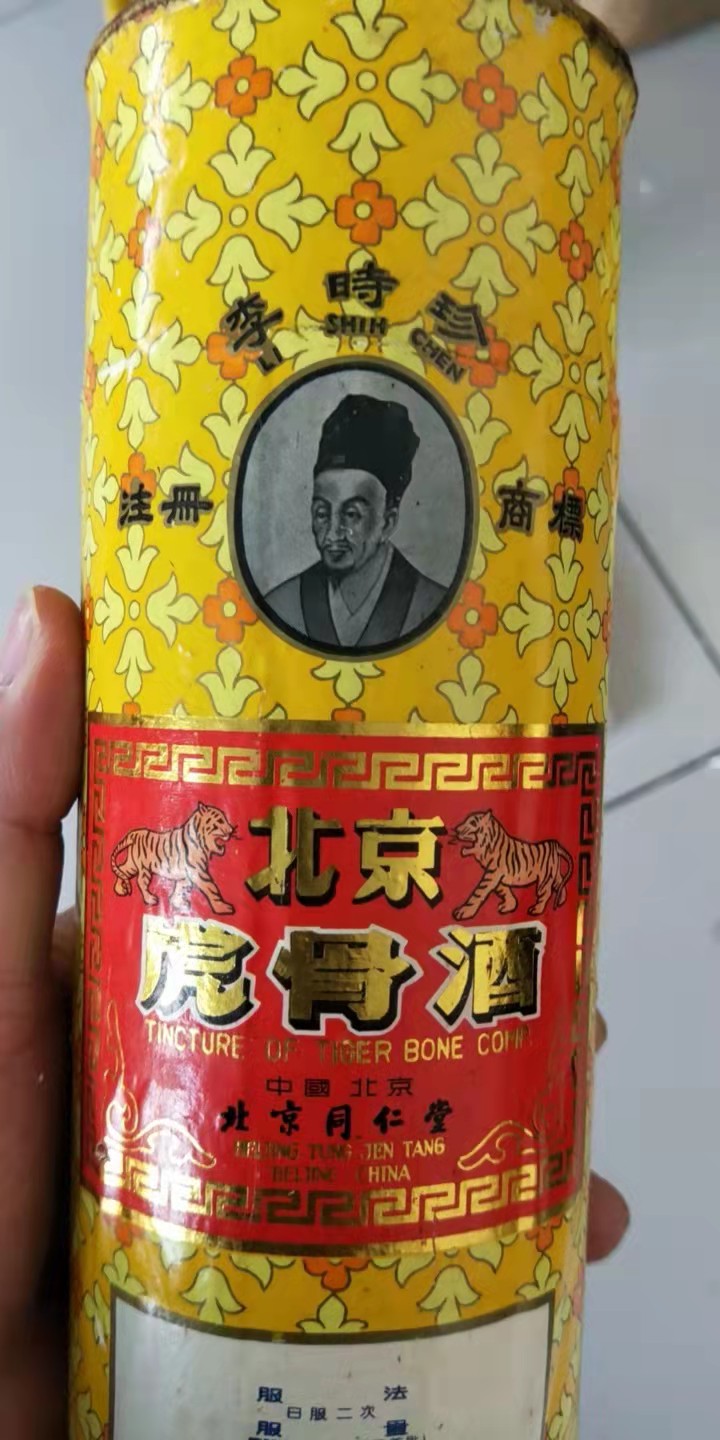 李時珍
LI SHIH CHEN
注冊 商標
北京
虎骨酒
TINCTURE OF TIGER BONE COMP.
中國 北京
北京同仁堂
BEIJING TUNG JEN TANG
BEIJING CHINA
服 法
日服二次
服 量